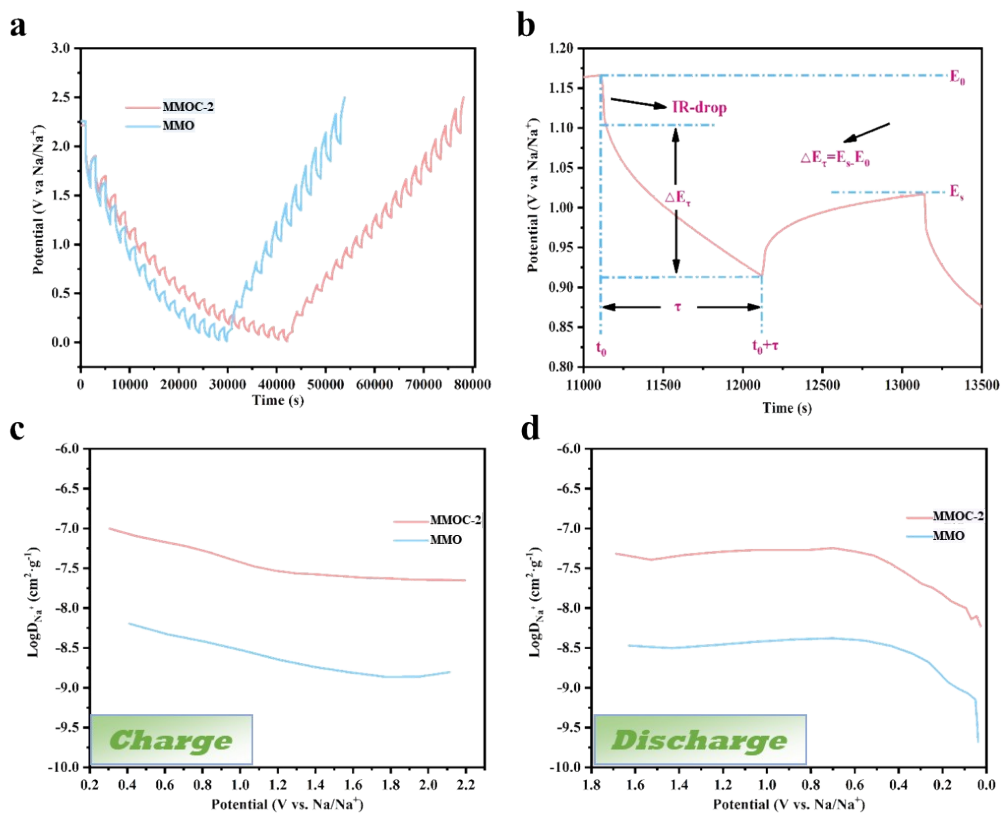 a
3.0
2.5
2.0
1.5
1.0
0.5
0.0
Potential (V va Na/Na⁺)
MMOC-2
MMO
0 10000 20000 30000 40000 50000 60000 70000 80000
Time (s)
b
1.20
1.15
1.10
1.05
1.00
0.95
0.90
0.85
0.80
Potential (V va Na/Na⁺)
E₀
IR-drop
△Eτ=Es-E₀
Es
△Eτ
τ
t₀
t₀+τ
11000 11500 12000 12500 13000 13500
Time (s)
c
-6.0
-6.5
-7.0
-7.5
-8.0
-8.5
-9.0
-9.5
-10.0
LogD Na⁺ (cm²·g⁻¹)
MMOC-2
MMO
Charge
0.2 0.4 0.6 0.8 1.0 1.2 1.4 1.6 1.8 2.0 2.2
Potential (V vs. Na/Na⁺)
d
-6.0
-6.5
-7.0
-7.5
-8.0
-8.5
-9.0
-9.5
-10.0
LogD Na⁺ (cm²·g⁻¹)
MMOC-2
MMO
Discharge
1.8 1.6 1.4 1.2 1.0 0.8 0.6 0.4 0.2 0.0
Potential (V vs. Na/Na⁺)